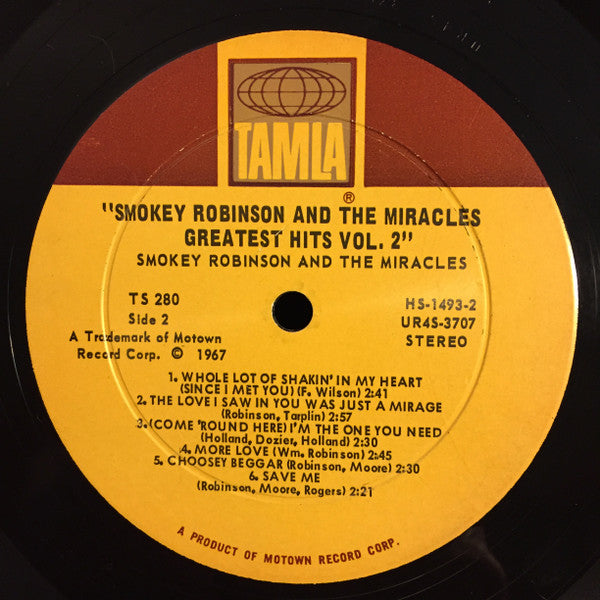 TAMLA
®
"SMOKEY ROBINSON AND THE MIRACLES
GREATEST HITS VOL. 2"
SMOKEY ROBINSON AND THE MIRACLES
TS 280
Side 2
A Trademark of Motown
Record Corp. © 1967
HS-1493-2
UR4S-3707
STEREO
1. WHOLE LOT OF SHAKIN' IN MY HEART
(SINCE I MET YOU) (F. Wilson) 2:41
2. THE LOVE I SAW IN YOU WAS JUST A MIRAGE
(Robinson, Tarplin) 2:57
3.(COME 'ROUND HERE) I'M THE ONE YOU NEED
(Holland, Dozier, Holland) 2:30
4. MORE LOVE (Wm. Robinson) 2:45
5. CHOOSEY BEGGAR (Robinson, Moore) 2:30
6. SAVE ME
(Robinson, Moore, Rogers) 2:21
A PRODUCT OF MOTOWN RECORD CORP.